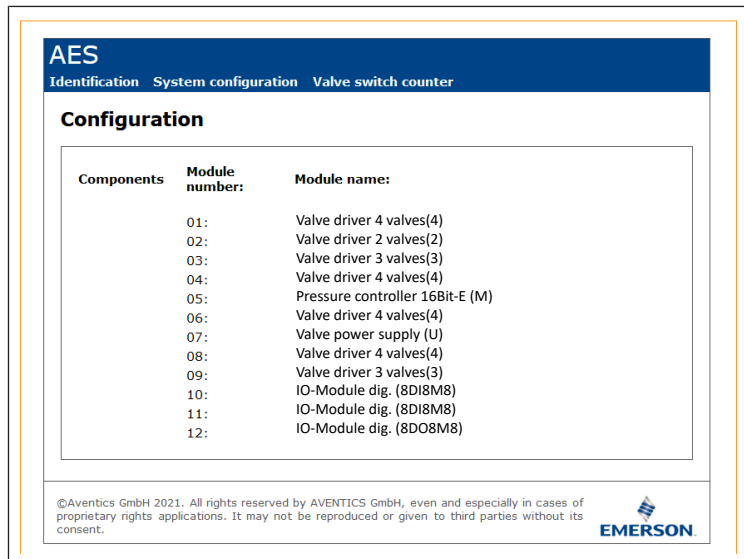 AES
Identification System configuration Valve switch counter
Configuration
Components Module number: Module name:
01: Valve driver 4 valves(4)
02: Valve driver 2 valves(2)
03: Valve driver 3 valves(3)
04: Valve driver 4 valves(4)
05: Pressure controller 16Bit-E (M)
06: Valve driver 4 valves(4)
07: Valve power supply (U)
08: Valve driver 4 valves(4)
09: Valve driver 3 valves(3)
10: IO-Module dig. (8DI8M8)
11: IO-Module dig. (8DI8M8)
12: IO-Module dig. (8DO8M8)
©Aventics GmbH 2021. All rights reserved by AVENTICS GmbH, even and especially in cases of
proprietary rights applications. It may not be reproduced or given to third parties without its
consent.
EMERSON.